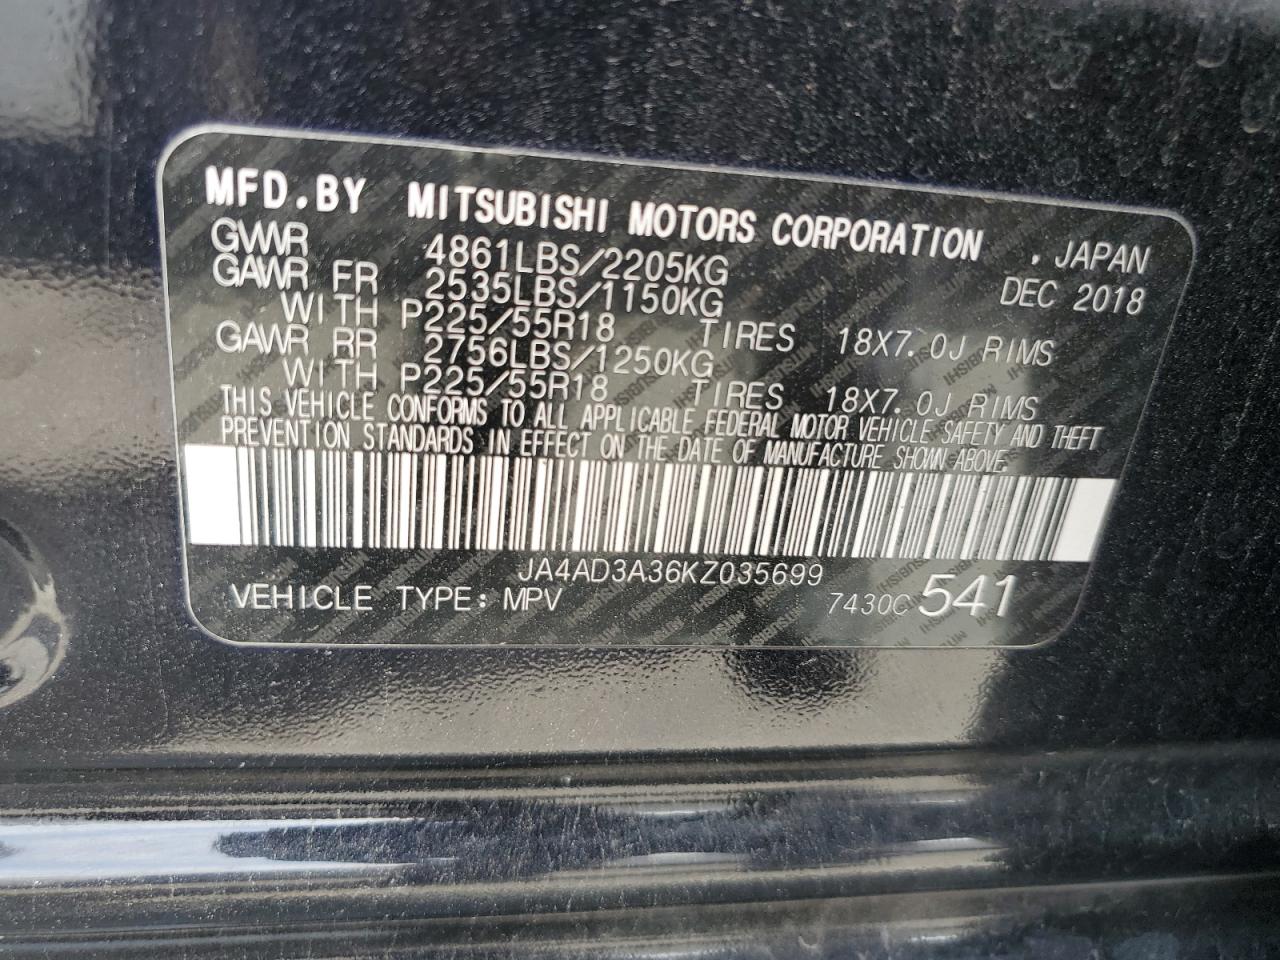 MFD.BY MITSUBISHI MOTORS CORPORATION , JAPAN
GVWR 4861LBS/2205KG DEC 2018
GAWR FR 2535LBS/1150KG
WITH P225/55R18 TIRES 18X7.0J RIMS
GAWR RR 2756LBS/1250KG
WITH P225/55R18 TIRES 18X7.0J RIMS
THIS VEHICLE CONFORMS TO ALL APPLICABLE FEDERAL MOTOR VEHICLE SAFETY AND THEFT
PREVENTION STANDARDS IN EFFECT ON THE DATE OF MANUFACTURE SHOWN ABOVE.
JA4AD3A36KZ035699
VEHICLE TYPE: MPV 7430C 541